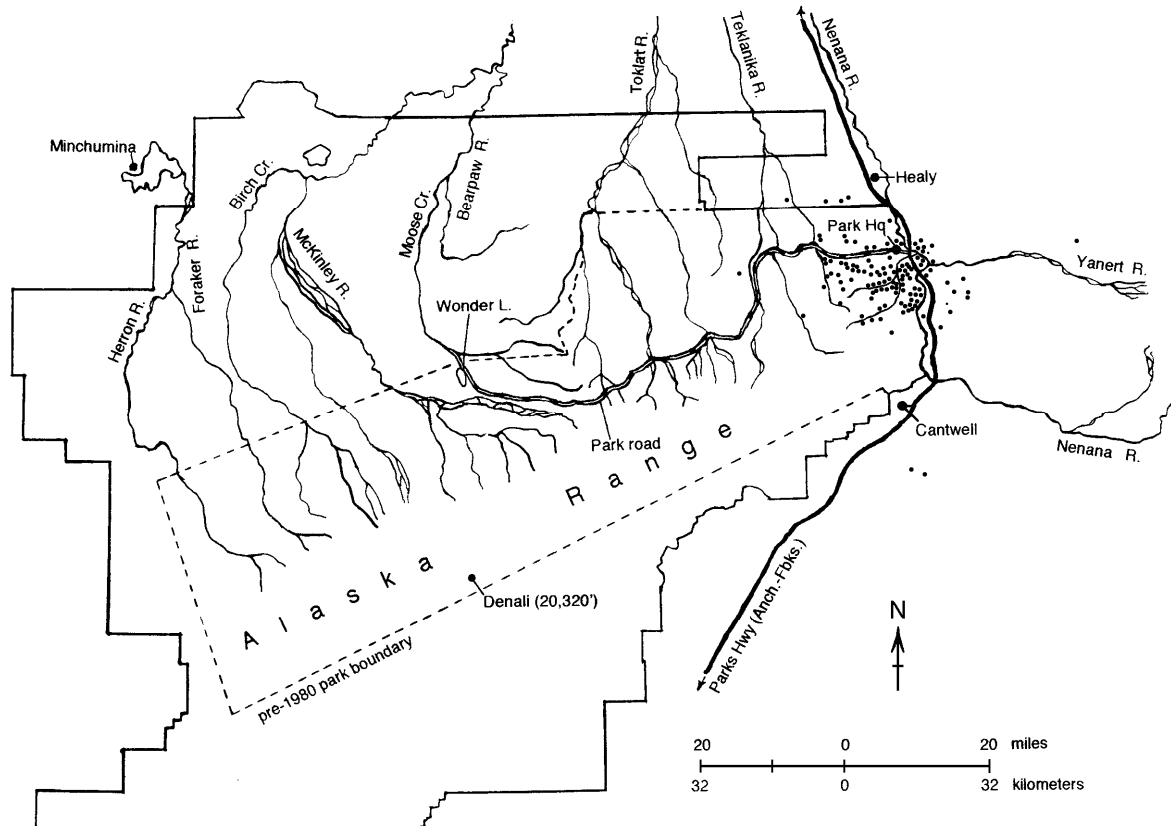 Toklat R.
Teklanika R.
Nenana R.
Minchumina
Birch Cr.
Bearpaw R.
Healy
Moose Cr.
Park Hq
Foraker R.
McKinley R.
Yanert R.
Wonder L.
Herron R.
Park road
Cantwell
Nenana R.
Alaska Range
Denali (20,320')
pre-1980 park boundary
Parks Hwy (Anch.-Fbks.)
N
20 0 20 miles
32 0 32 kilometers